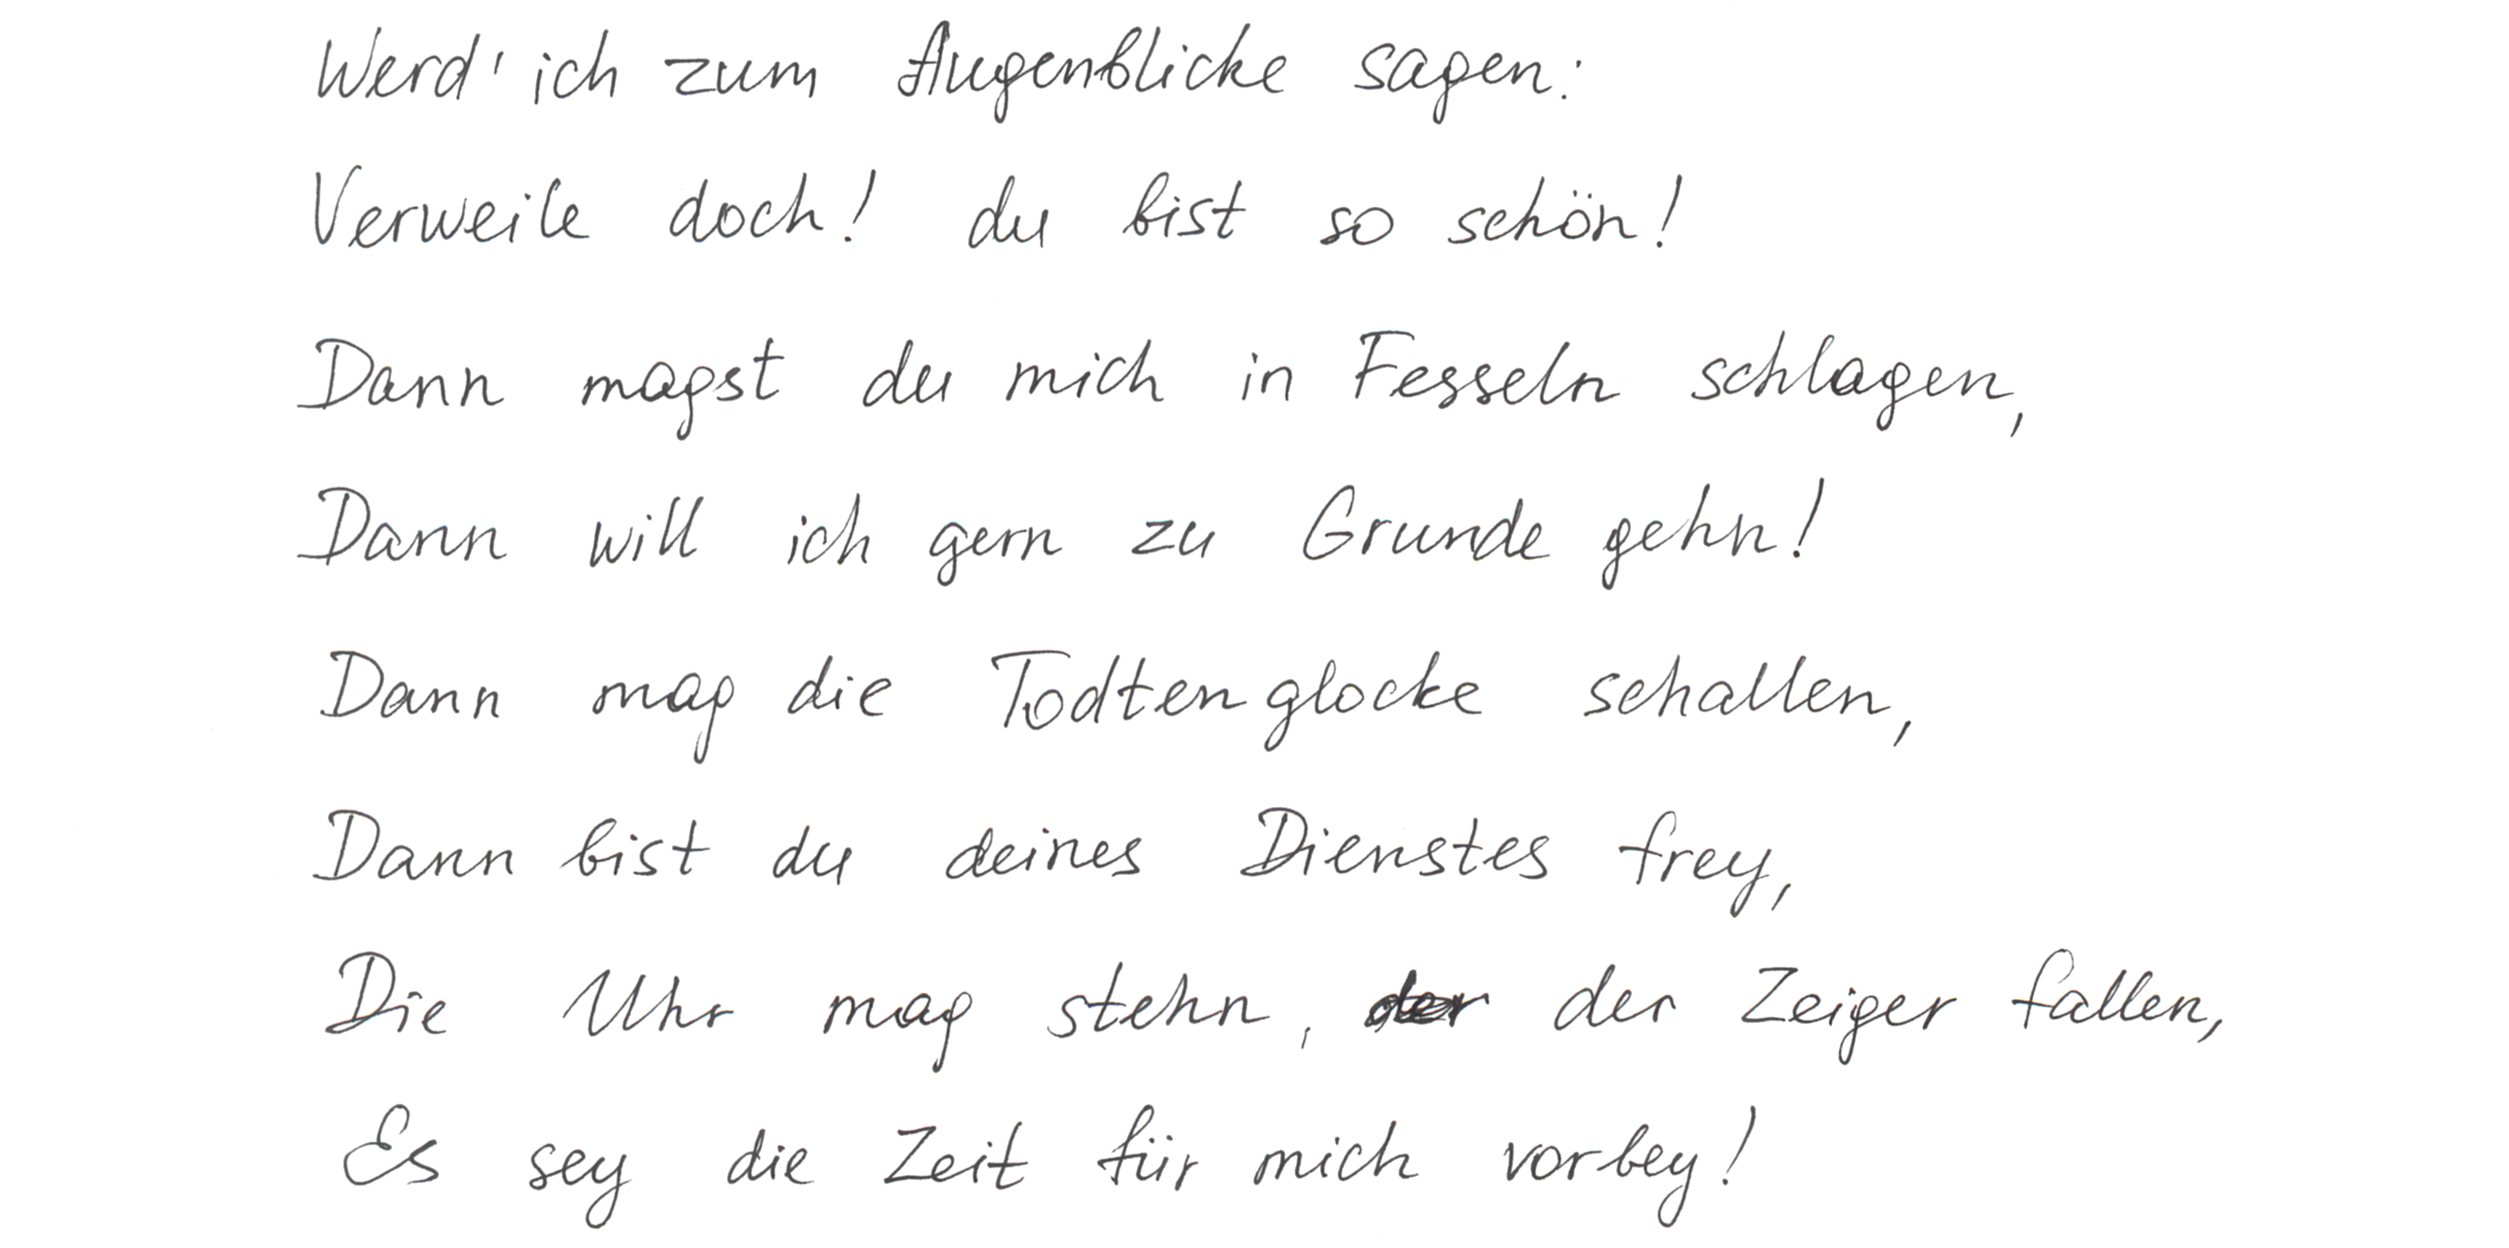 Werd' ich zum Augenblicke sagen:
Verweile doch! du bist so schön!
Dann magst du mich in Fesseln schlagen,
Dann will ich gern zu Grunde gehn!
Dann mag die Todtenglocke schallen,
Dann bist du deines Dienstes frey,
Die Uhr mag stehn, der Zeiger fallen,
Es sey die Zeit für mich vorbey!